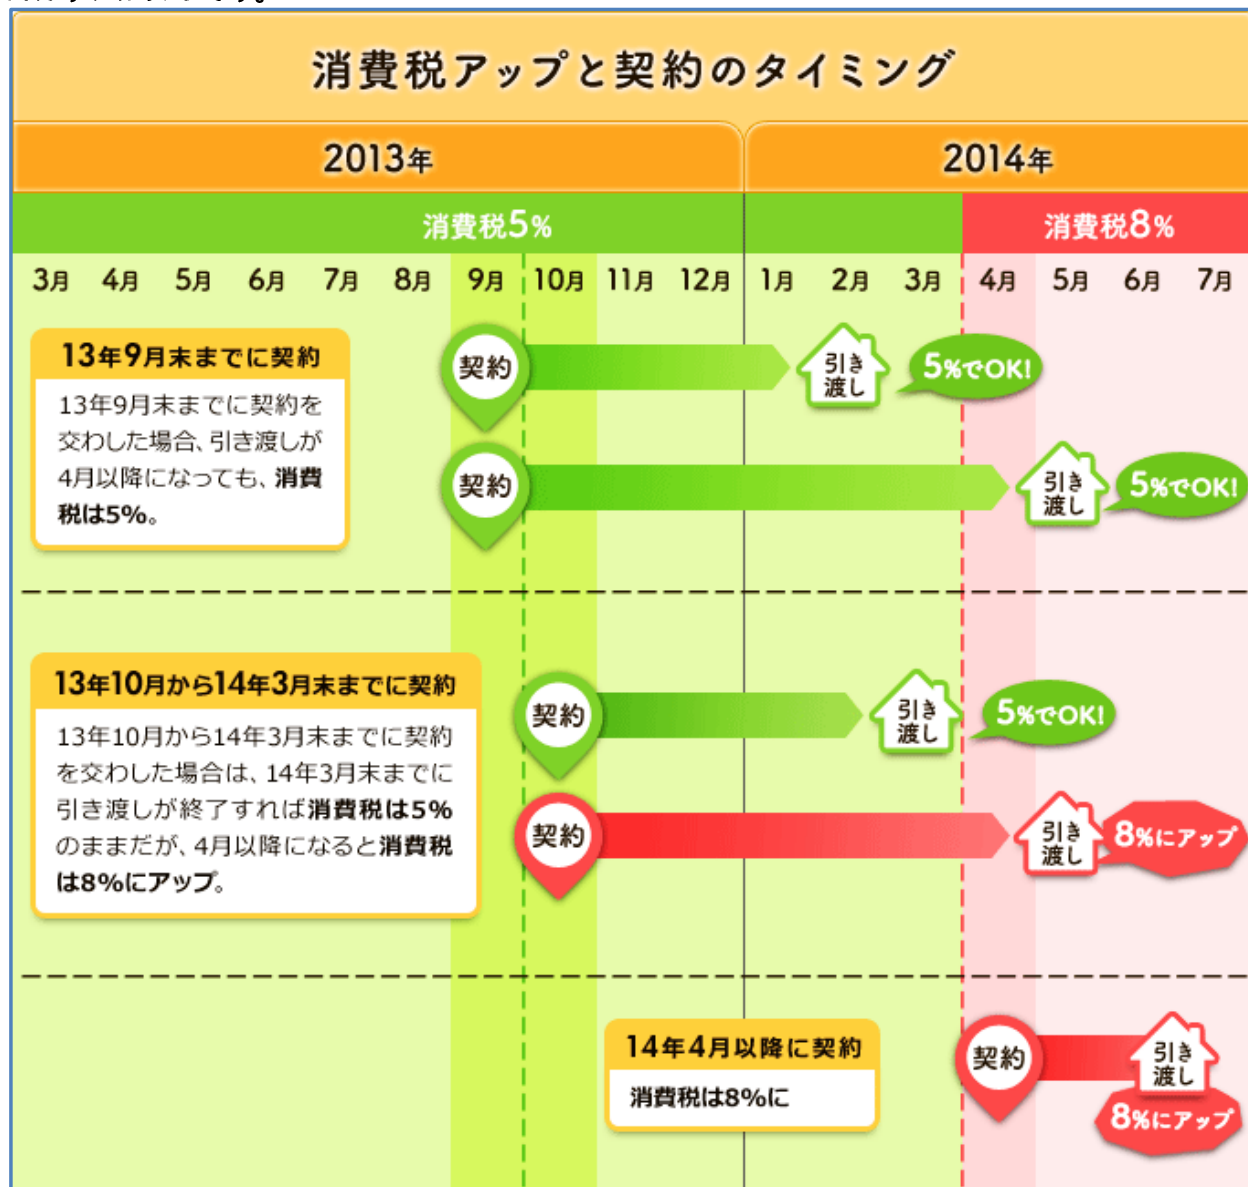 消費税アップと契約のタイミング
2013年
2014年
消費税5%
消費税8%
3月 4月 5月 6月 7月 8月 9月 10月 11月 12月 1月 2月 3月 4月 5月 6月 7月
13年9月末までに契約
13年9月末までに契約を
交わした場合、引き渡しが
4月以降になっても、消費
税は5%。
契約
引き
渡し
5%でOK!
契約
引き
渡し
5%でOK!
13年10月から14年3月末までに契約
13年10月から14年3月末までに契約
を交わした場合は、14年3月末までに
引き渡しが終了すれば消費税は5%
のままだが、4月以降になると消費税
は8%にアップ。
契約
引き
渡し
5%でOK!
契約
引き
渡し
8%にアップ
14年4月以降に契約
消費税は8%に
契約
引き
渡し
8%にアップ